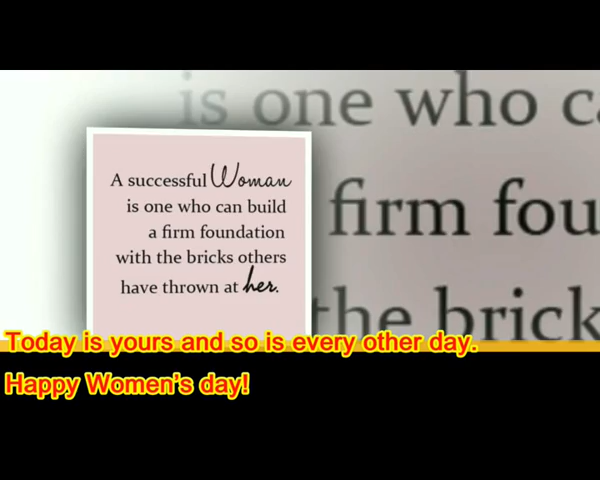 is one who c
firm fou
the brick
A successful Woman
is one who can build
a firm foundation
with the bricks others
have thrown at her.
Today is yours and so is every other day.
Happy Women's day!